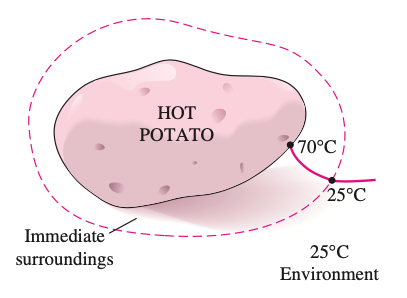 HOT
POTATO
70°C
25°C
Immediate
surroundings
25°C
Environment